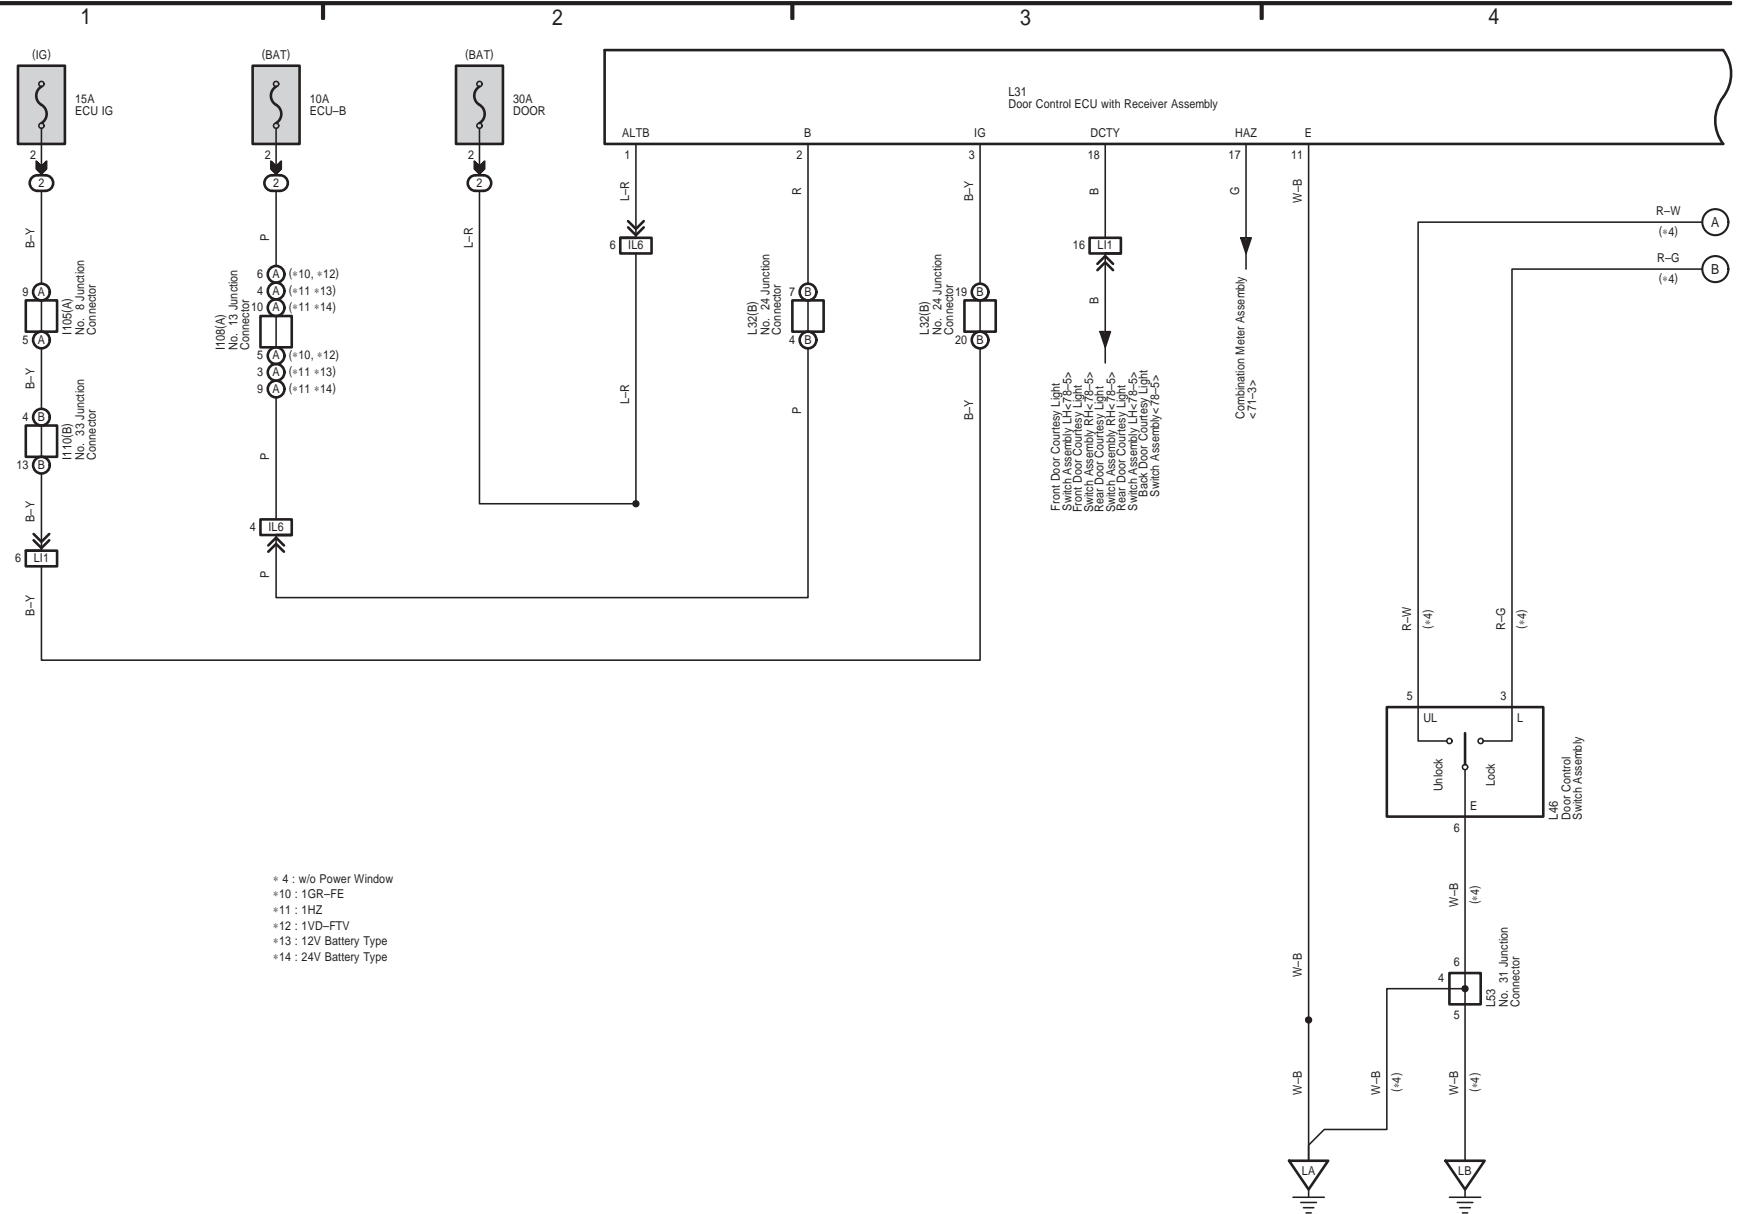 1
2
3
4
(IG)
15A
ECU IG
2
2
B–Y
9 A
I105(A)
No. 8 Junction
Connector
5 A
B–Y
4 B
I110(B)
No. 33 Junction
Connector
13 B
B–Y
6 LI1
B–Y
(BAT)
10A
ECU–B
2
2
P
6 A (∗10, ∗12)
4 A (∗11 ∗13)
10 A (∗11 ∗14)
I108(A)
No. 13 Junction
Connector
5 A (∗10, ∗12)
3 A (∗11 ∗13)
9 A (∗11 ∗14)
P
4 IL6
P
(BAT)
30A
DOOR
2
2
L–R
L31
Door Control ECU with Receiver Assembly
ALTB
B
IG
DCTY
HAZ
E
1
2
3
18
17
11
L–R
6 IL6
L–R
R
7 B
L32(B)
No. 24 Junction
Connector
4 B
P
B–Y
19 B
L32(B)
No. 24 Junction
Connector
20 B
B–Y
B
16 LI1
B
Front Door Courtesy Light
Switch Assembly LH<78–5>
Front Door Courtesy Light
Switch Assembly RH<78–5>
Rear Door Courtesy Light
Switch Assembly RH<78–5>
Rear Door Courtesy Light
Switch Assembly LH<78–5>
Back Door Courtesy Light
Switch Assembly<78–5>
G
Combination Meter Assembly
<71–3>
W–B
W–B
W–B
LA
R–W
(∗4)
A
R–G
(∗4)
B
R–W
(∗4)
R–G
(∗4)
5
3
UL
L
Unlock
Lock
E
L46
Door Control
Switch Assembly
6
W–B
(∗4)
6
4
5
L53
No. 31 Junction
Connector
W–B
(∗4)
W–B
(∗4)
LB
∗ 4 : w/o Power Window
∗10 : 1GR–FE
∗11 : 1HZ
∗12 : 1VD–FTV
∗13 : 12V Battery Type
∗14 : 24V Battery Type